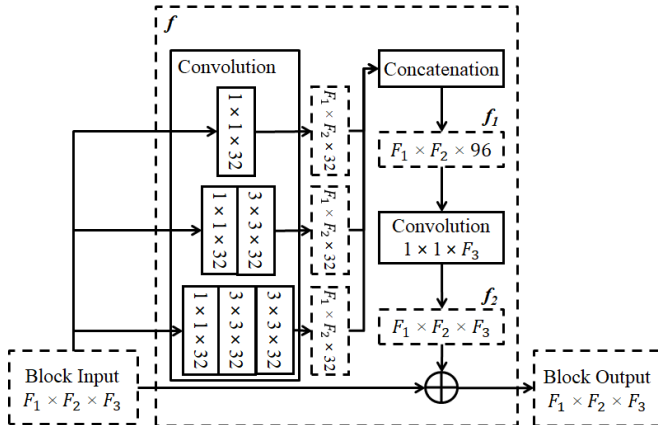 f
Convolution
1 × 1 × 32
F₁ × F₂ × 32
1 × 1 × 32
3 × 3 × 32
F₁ × F₂ × 32
1 × 1 × 32
3 × 3 × 32
3 × 3 × 32
F₁ × F₂ × 32
Concatenation
f₁
F₁ × F₂ × 96
Convolution
1 × 1 × F₃
f₂
F₁ × F₂ × F₃
Block Input
F₁ × F₂ × F₃
Block Output
F₁ × F₂ × F₃